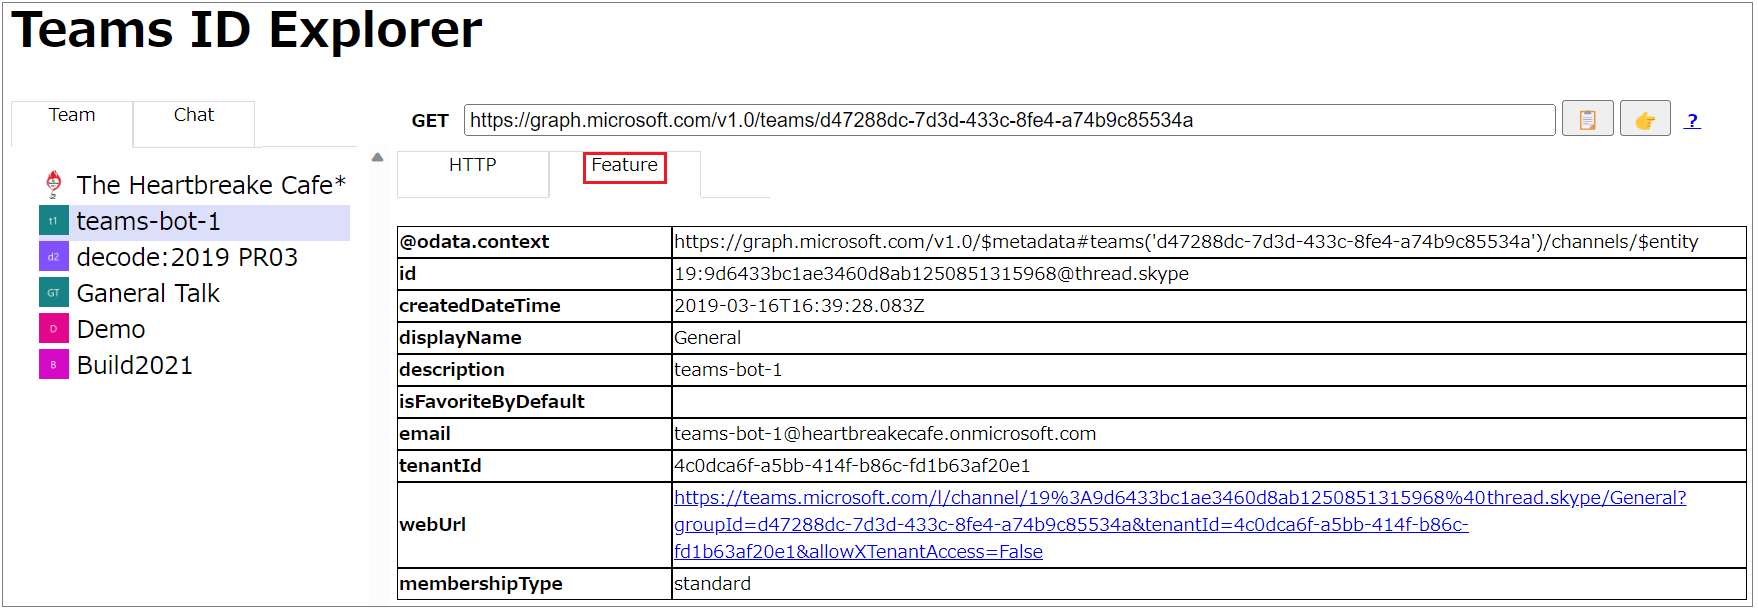 Teams ID Explorer
Team
Chat
The Heartbreake Cafe*
t1 teams-bot-1
d2 decode:2019 PR03
GT Ganeral Talk
D Demo
B Build2021
GET https://graph.microsoft.com/v1.0/teams/d47288dc-7d3d-433c-8fe4-a74b9c85534a ?
HTTP
Feature
@odata.context https://graph.microsoft.com/v1.0/$metadata#teams('d47288dc-7d3d-433c-8fe4-a74b9c85534a')/channels/$entity
id 19:9d6433bc1ae3460d8ab1250851315968@thread.skype
createdDateTime 2019-03-16T16:39:28.083Z
displayName General
description teams-bot-1
isFavoriteByDefault
email teams-bot-1@heartbreakecafe.onmicrosoft.com
tenantId 4c0dca6f-a5bb-414f-b86c-fd1b63af20e1
webUrl https://teams.microsoft.com/l/channel/19%3A9d6433bc1ae3460d8ab1250851315968%40thread.skype/General?
groupId=d47288dc-7d3d-433c-8fe4-a74b9c85534a&tenantId=4c0dca6f-a5bb-414f-b86c-
fd1b63af20e1&allowXTenantAccess=False
membershipType standard